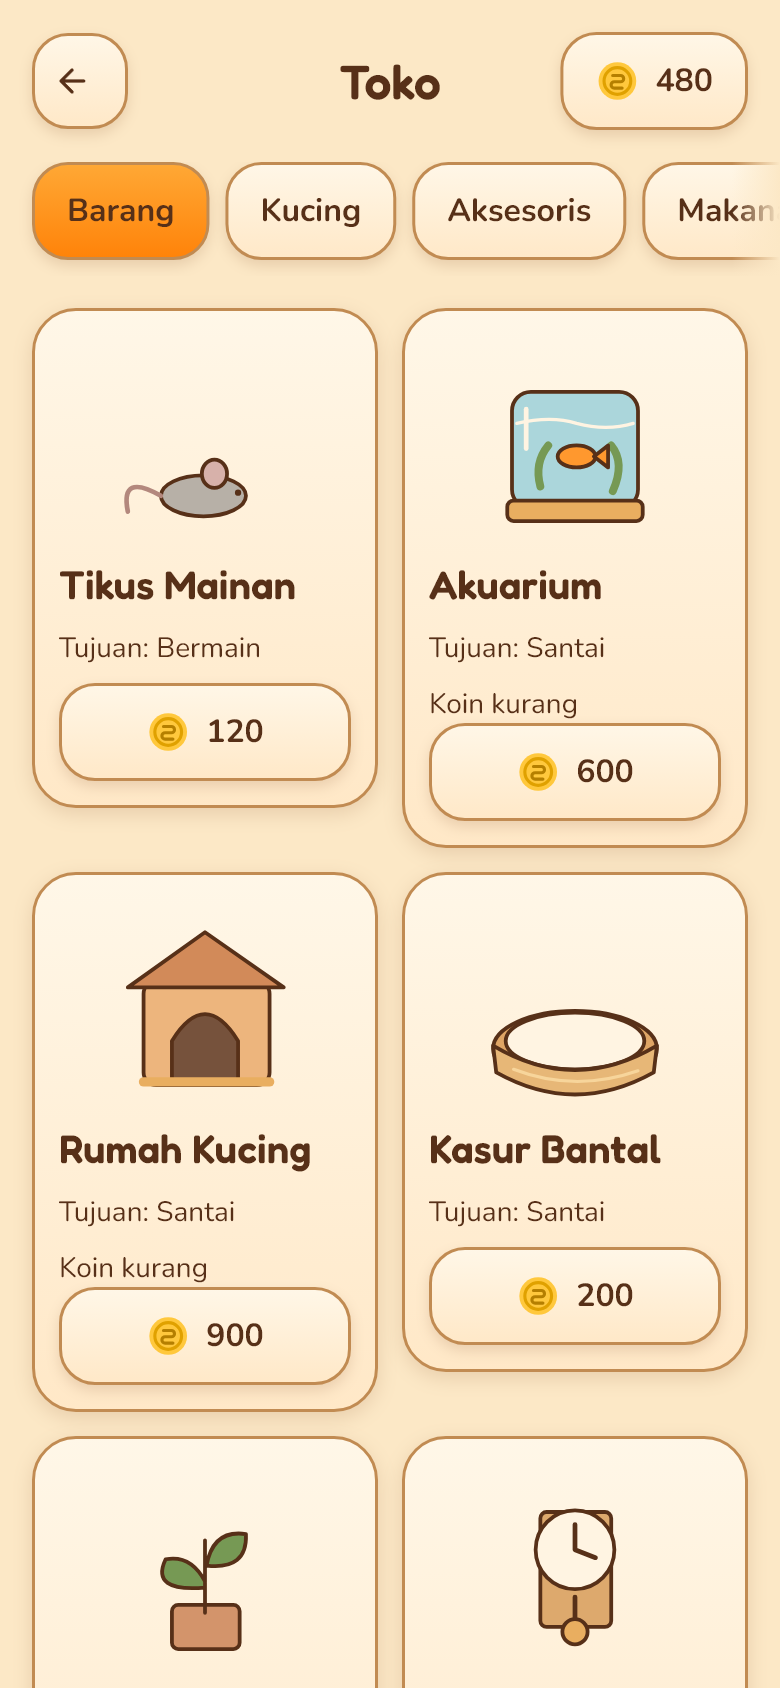 Toko
480
Barang
Kucing
Aksesoris
Makan
Tikus Mainan
Tujuan: Bermain
120
Akuarium
Tujuan: Santai
Koin kurang
600
Rumah Kucing
Tujuan: Santai
Koin kurang
900
Kasur Bantal
Tujuan: Santai
200